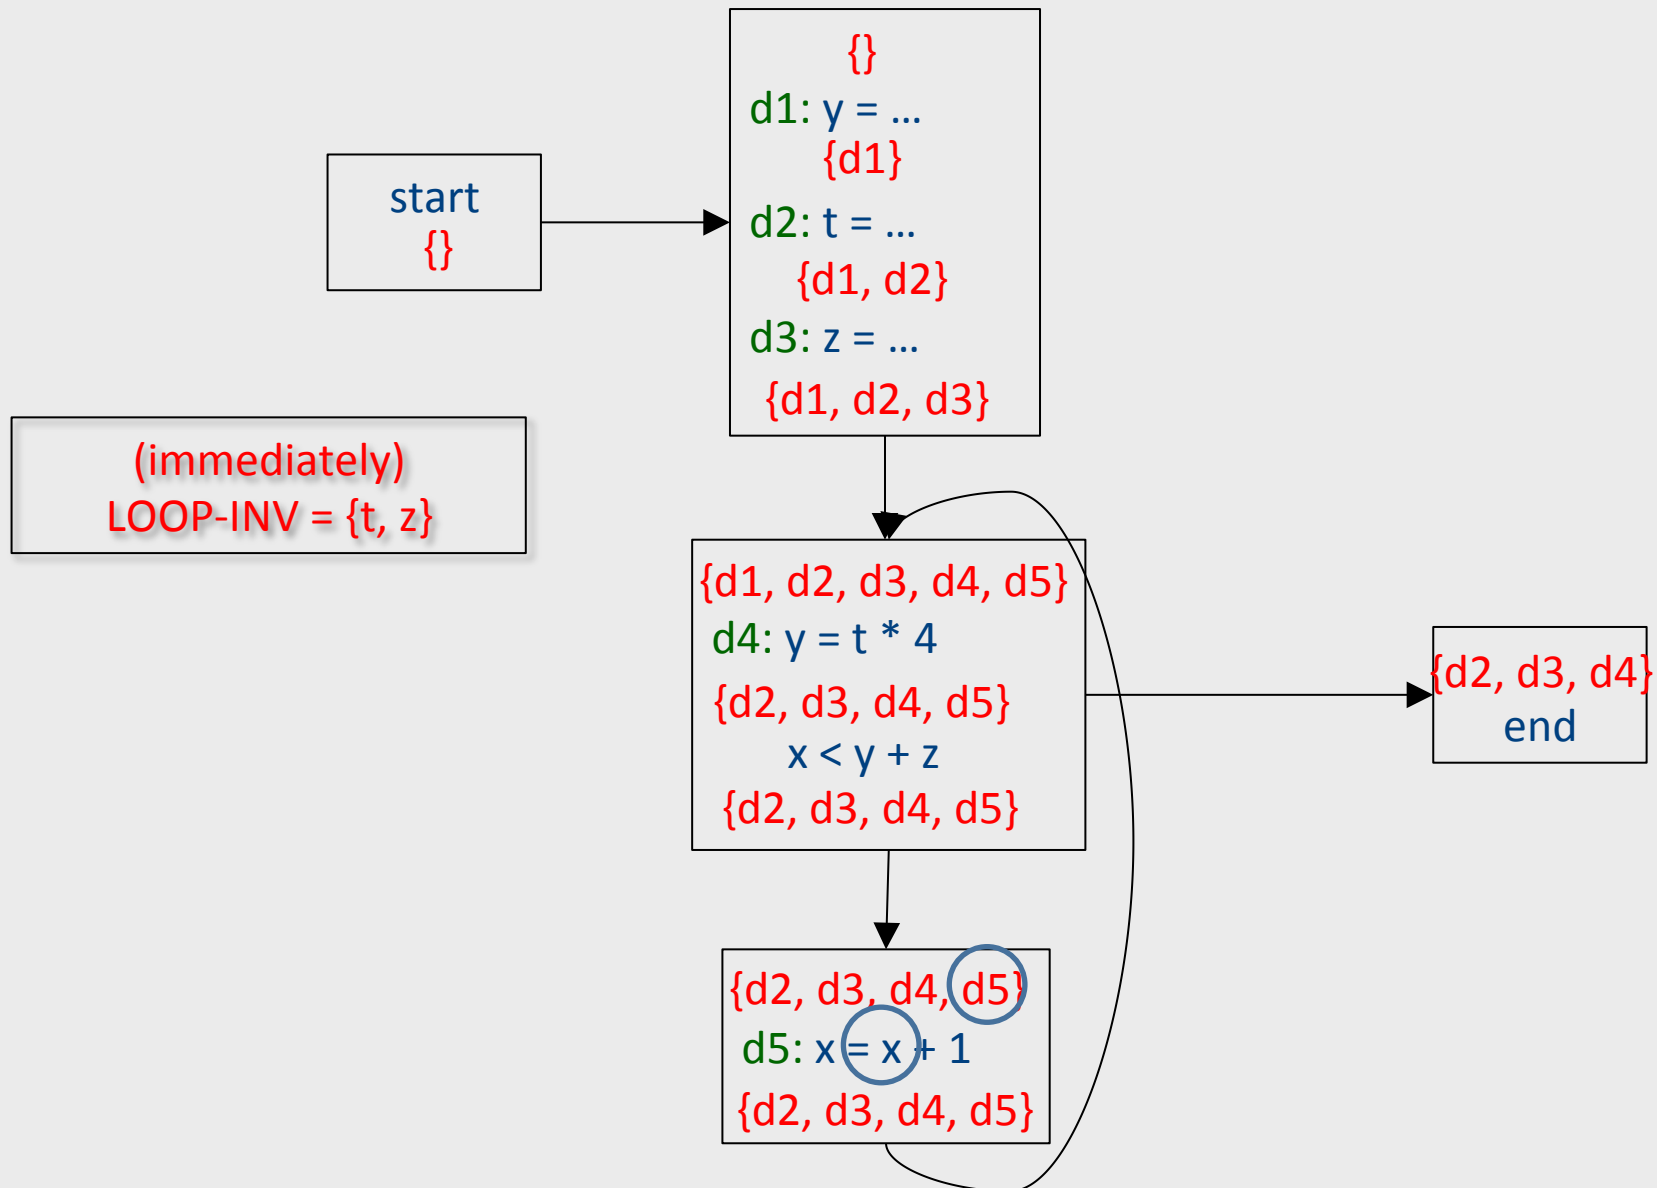 {}
d1: y = …
{d1}
d2: t = …
{d1, d2}
d3: z = …
{d1, d2, d3}
start
{}
(immediately)
LOOP-INV = {t, z}
{d1, d2, d3, d4, d5}
d4: y = t * 4
{d2, d3, d4, d5}
x < y + z
{d2, d3, d4, d5}
{d2, d3, d4}
end
{d2, d3, d4, d5}
d5: x = x + 1
{d2, d3, d4, d5}